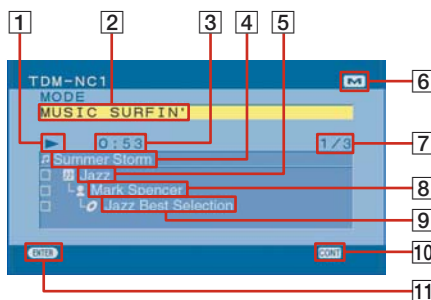 1 2 3 4 5
TDM-NC1
M 6
MODE
MUSIC SURFIN'
0:53 1/3 7
Summer Storm
Jazz
Mark Spencer 8
Jazz Best Selection 9
ENTER CONT 10
11